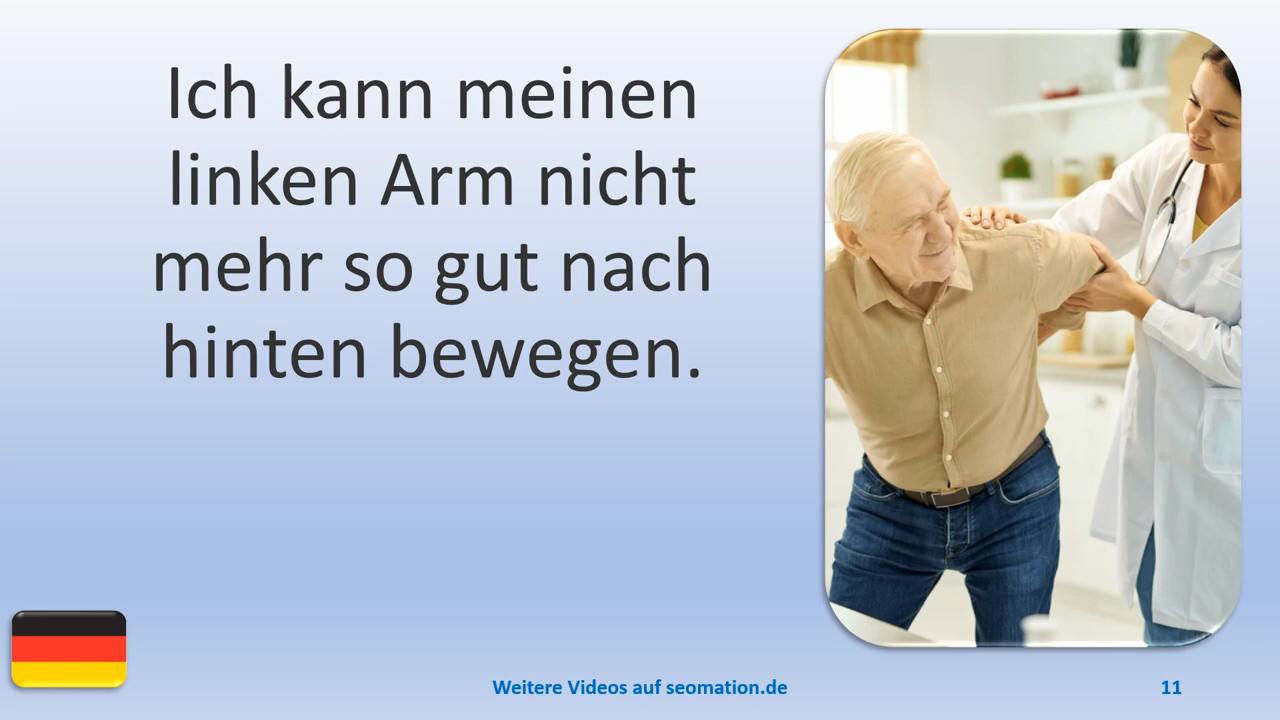 Ich kann meinen
linken Arm nicht
mehr so gut nach
hinten bewegen.
Weitere Videos auf seomation.de
11